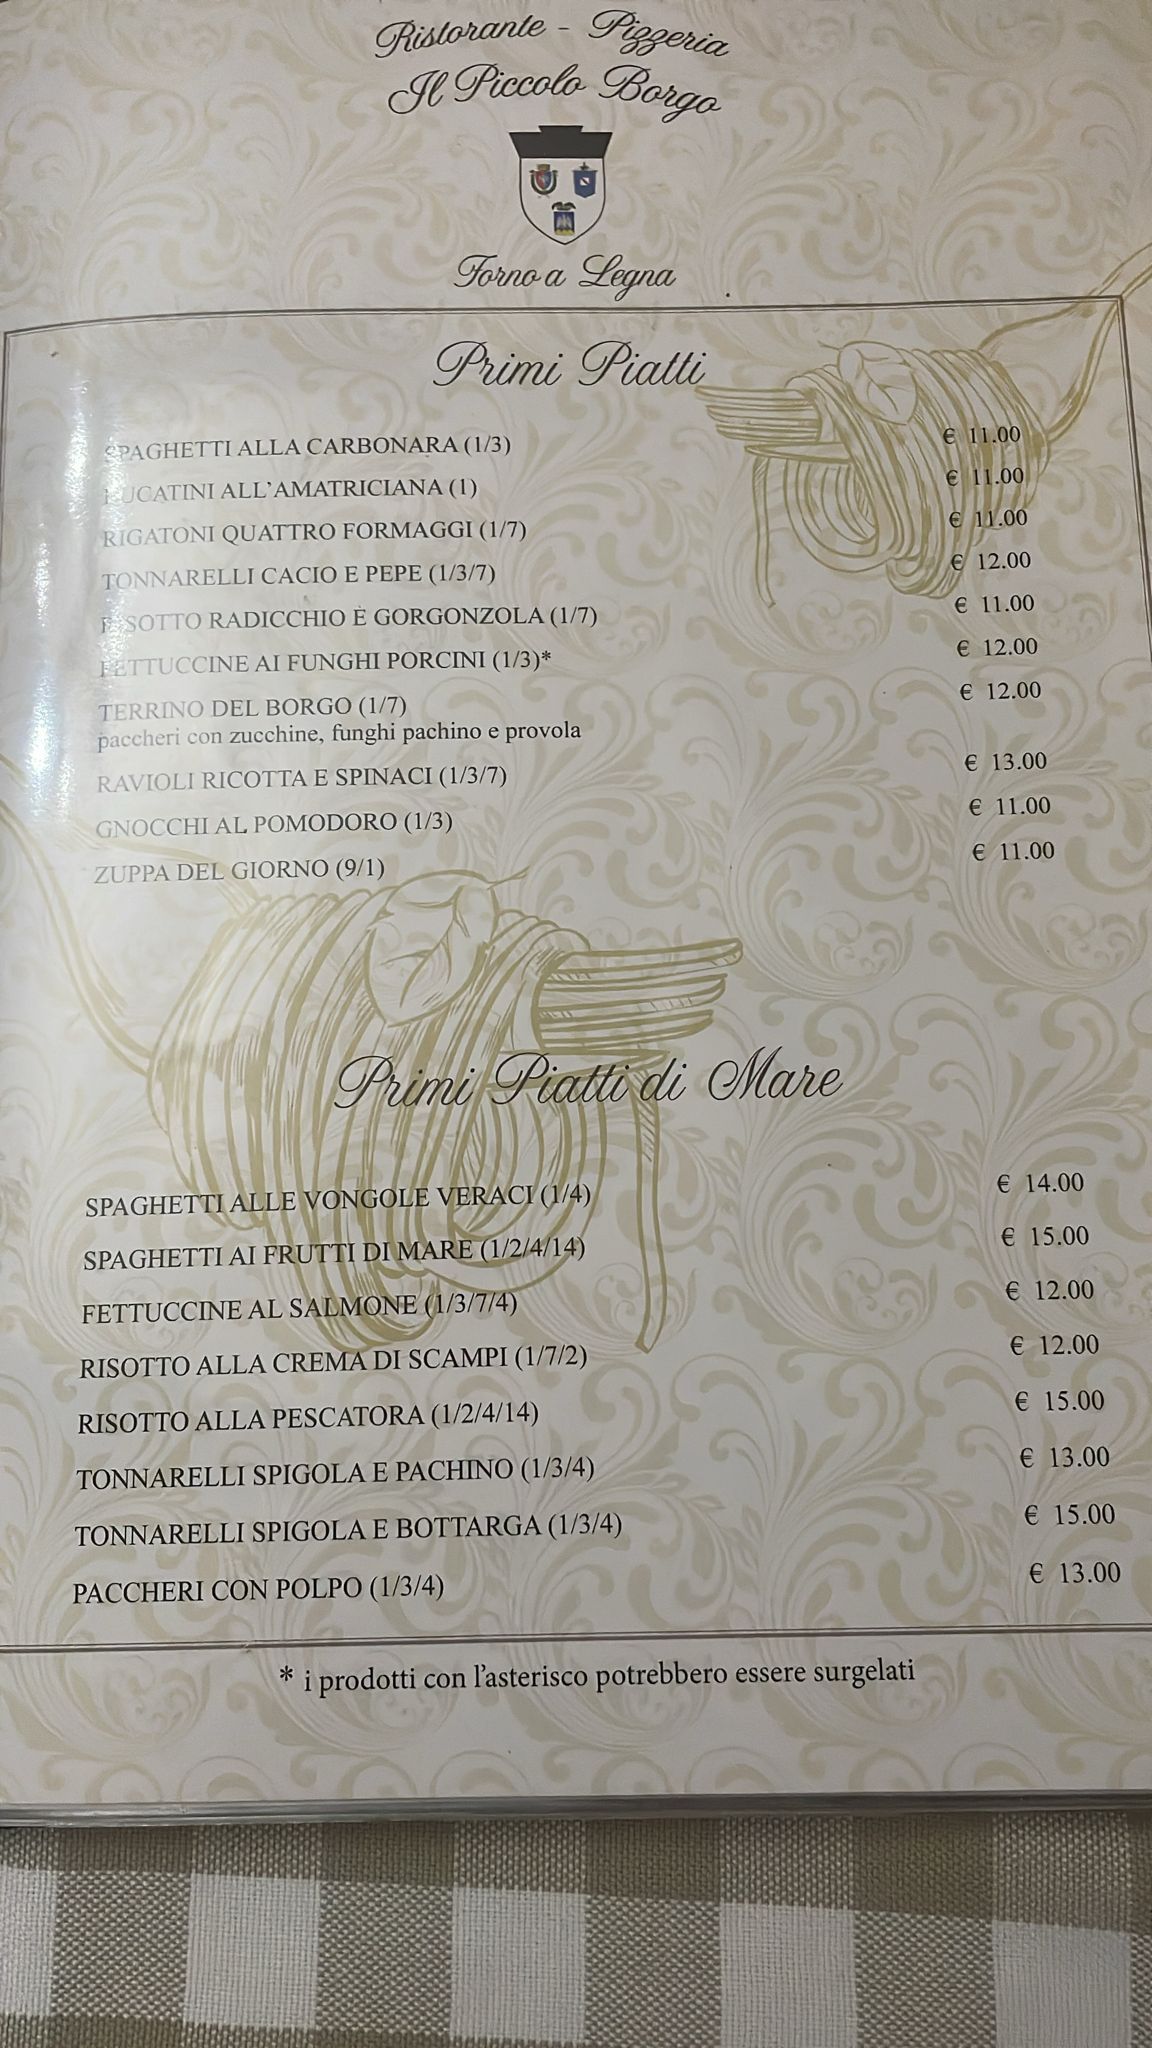 Ristorante - Pizzeria
Il Piccolo Borgo
Forno a Legna
Primi Piatti
SPAGHETTI ALLA CARBONARA (1/3) € 11.00
BUCATINI ALL'AMATRICIANA (1) € 11.00
RIGATONI QUATTRO FORMAGGI (1/7) € 11.00
TONNARELLI CACIO E PEPE (1/3/7) € 12.00
RISOTTO RADICCHIO E GORGONZOLA (1/7) € 11.00
FETTUCCINE AI FUNGHI PORCINI (1/3)* € 12.00
TERRINO DEL BORGO (1/7) € 12.00
paccheri con zucchine, funghi pachino e provola
RAVIOLI RICOTTA E SPINACI (1/3/7) € 13.00
GNOCCHI AL POMODORO (1/3) € 11.00
ZUPPA DEL GIORNO (9/1) € 11.00
Primi Piatti di Mare
SPAGHETTI ALLE VONGOLE VERACI (1/4) € 14.00
SPAGHETTI AI FRUTTI DI MARE (1/2/4/14) € 15.00
FETTUCCINE AL SALMONE (1/3/7/4) € 12.00
RISOTTO ALLA CREMA DI SCAMPI (1/7/2) € 12.00
RISOTTO ALLA PESCATORA (1/2/4/14) € 15.00
TONNARELLI SPIGOLA E PACHINO (1/3/4) € 13.00
TONNARELLI SPIGOLA E BOTTARGA (1/3/4) € 15.00
PACCHERI CON POLPO (1/3/4) € 13.00
* i prodotti con l'asterisco potrebbero essere surgelati